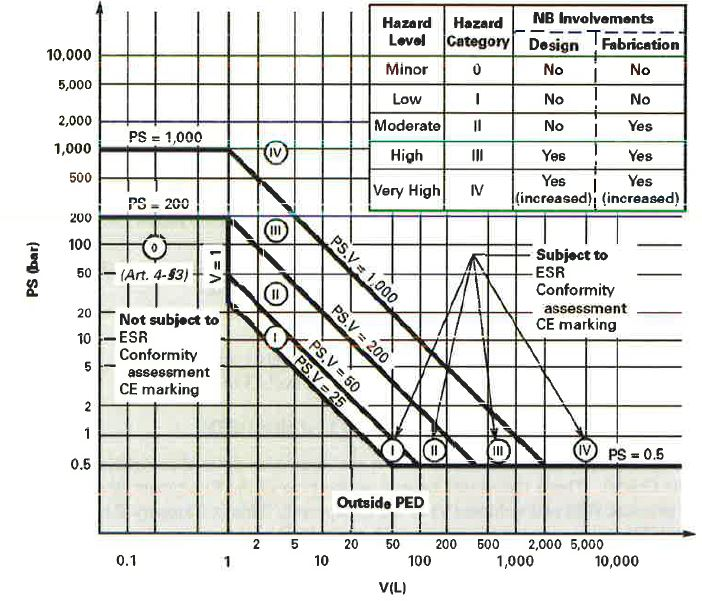 Hazard Level Hazard Category NB Involvements
Design Fabrication
Minor 0 No No
Low I No No
Moderate II No Yes
High III Yes Yes
Very High IV Yes (increased) Yes (increased)
10,000
5,000
2,000
1,000
500
200
100
50
20
10
5
2
1
0.5
PS (bar)
PS = 1,000
PS = 200
IV
III
II
I
0
(Art. 4-§3)
V = 1
Not subject to
ESR
Conformity
assessment
CE marking
PS.V = 1,000
PS.V = 200
PS.V = 50
PS.V = 25
Subject to
ESR
Conformity
assessment
CE marking
I II III IV PS = 0.5
Outside PED
2 5 20 50 200 500 2,000 5,000
0.1 1 10 100 1,000 10,000
V(L)